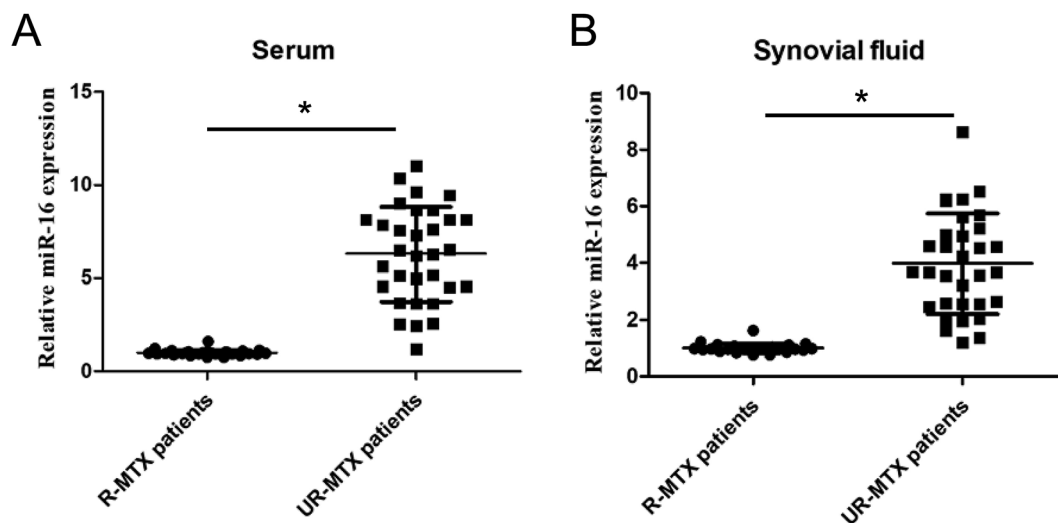 A
Serum
Relative miR-16 expression
15
10
5
0
*
R-MTX patients
UR-MTX patients
B
Synovial fluid
Relative miR-16 expression
10
8
6
4
2
0
*
R-MTX patients
UR-MTX patients